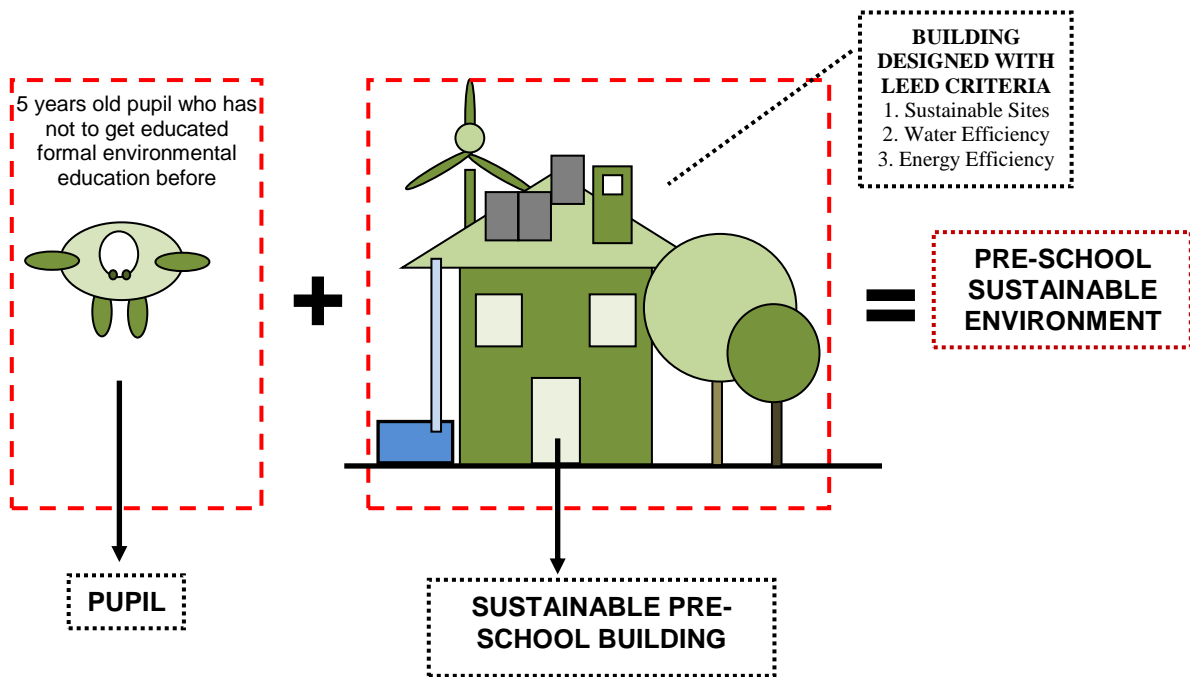 5 years old pupil who has
not to get educated
formal environmental
education before
BUILDING
DESIGNED WITH
LEED CRITERIA
1. Sustainable Sites
2. Water Efficiency
3. Energy Efficiency
+
=
PRE-SCHOOL
SUSTAINABLE
ENVIRONMENT
PUPIL
SUSTAINABLE PRE-
SCHOOL BUILDING